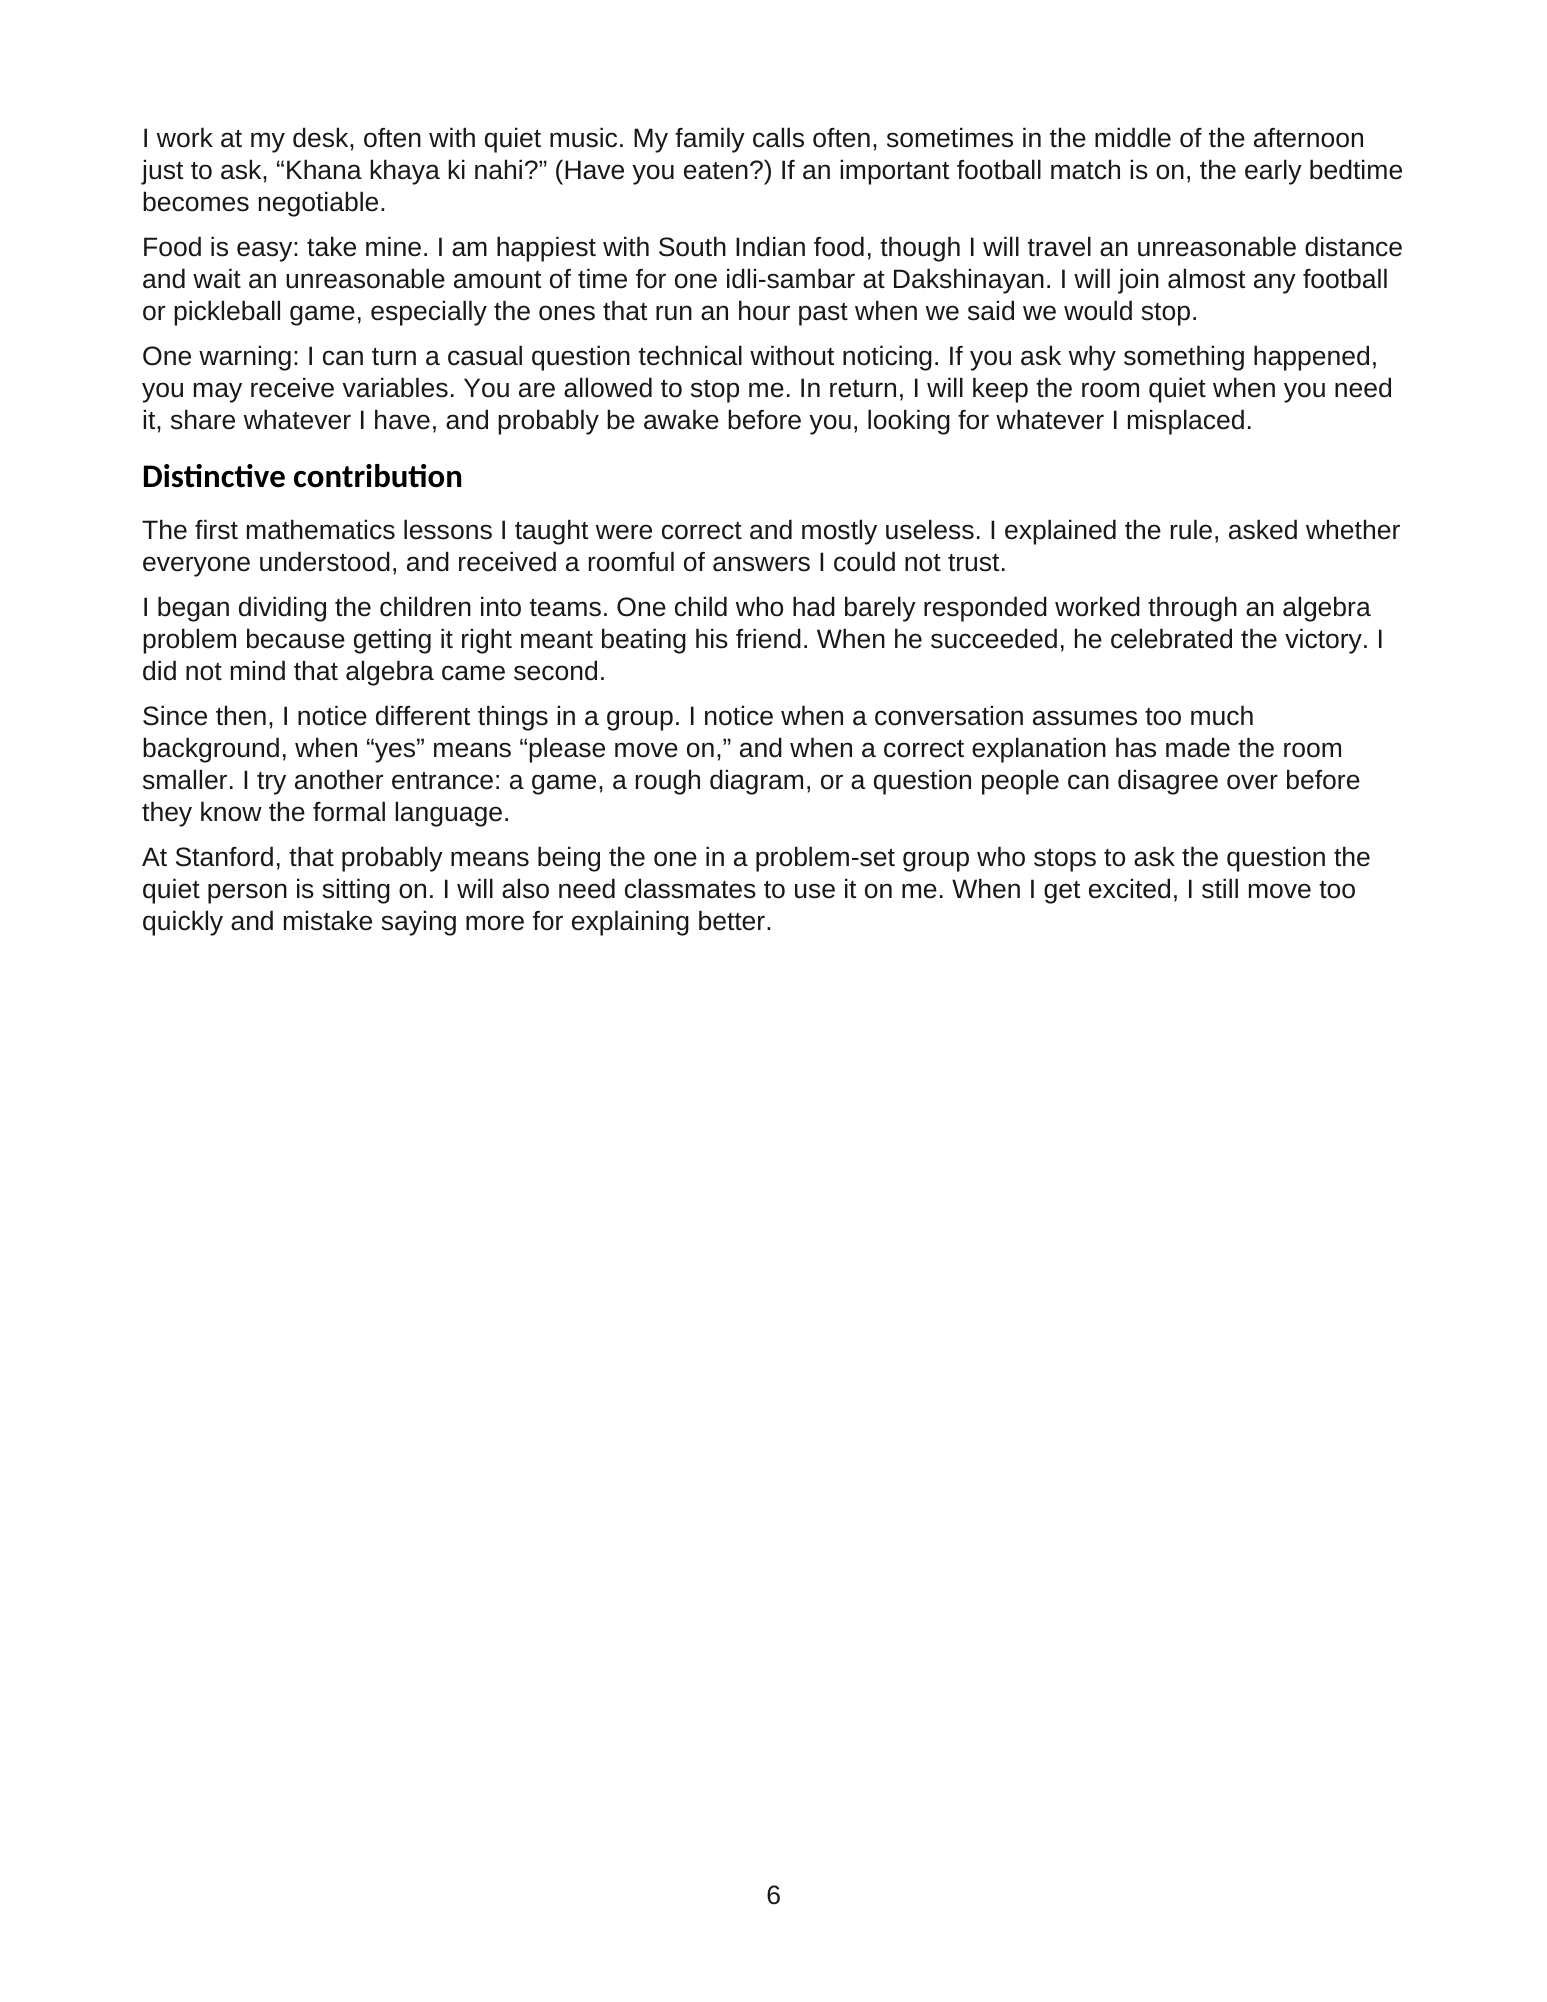 I work at my desk, often with quiet music. My family calls often, sometimes in the middle of the afternoon
just to ask, “Khana khaya ki nahi?” (Have you eaten?) If an important football match is on, the early bedtime
becomes negotiable.
Food is easy: take mine. I am happiest with South Indian food, though I will travel an unreasonable distance
and wait an unreasonable amount of time for one idli-sambar at Dakshinayan. I will join almost any football
or pickleball game, especially the ones that run an hour past when we said we would stop.
One warning: I can turn a casual question technical without noticing. If you ask why something happened,
you may receive variables. You are allowed to stop me. In return, I will keep the room quiet when you need
it, share whatever I have, and probably be awake before you, looking for whatever I misplaced.
Distinctive contribution
The first mathematics lessons I taught were correct and mostly useless. I explained the rule, asked whether
everyone understood, and received a roomful of answers I could not trust.
I began dividing the children into teams. One child who had barely responded worked through an algebra
problem because getting it right meant beating his friend. When he succeeded, he celebrated the victory. I
did not mind that algebra came second.
Since then, I notice different things in a group. I notice when a conversation assumes too much
background, when “yes” means “please move on,” and when a correct explanation has made the room
smaller. I try another entrance: a game, a rough diagram, or a question people can disagree over before
they know the formal language.
At Stanford, that probably means being the one in a problem-set group who stops to ask the question the
quiet person is sitting on. I will also need classmates to use it on me. When I get excited, I still move too
quickly and mistake saying more for explaining better.
6